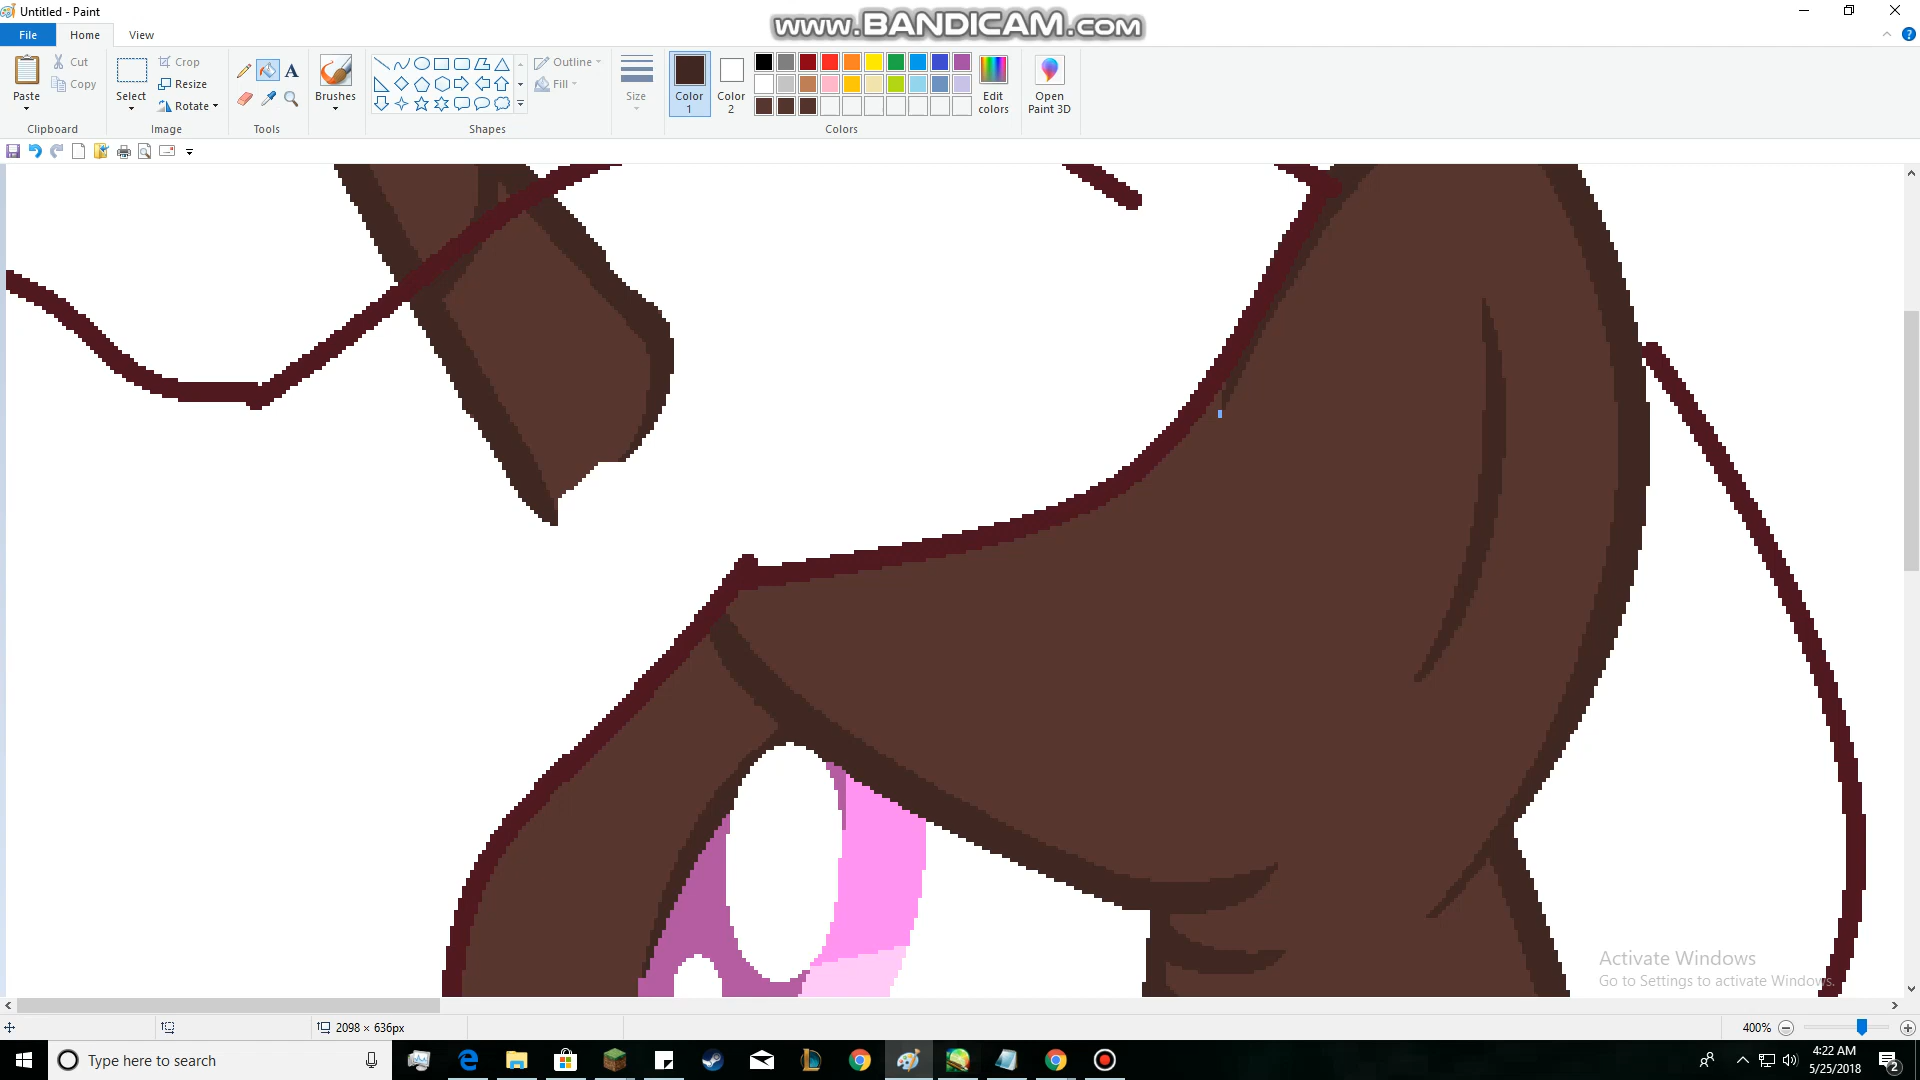 Untitled - Paint
www.BANDICAM.com
File
Home
View
Paste
Cut
Copy
Clipboard
Select
Crop
Resize
Rotate
Image
A
Tools
Brushes
Shapes
Outline
Fill
Size
Color 1
Color 2
Edit colors
Colors
Open Paint 3D
Activate Windows
Go to Settings to activate Windows.
2098 × 636px
400%
Type here to search
4:22 AM
5/25/2018
2